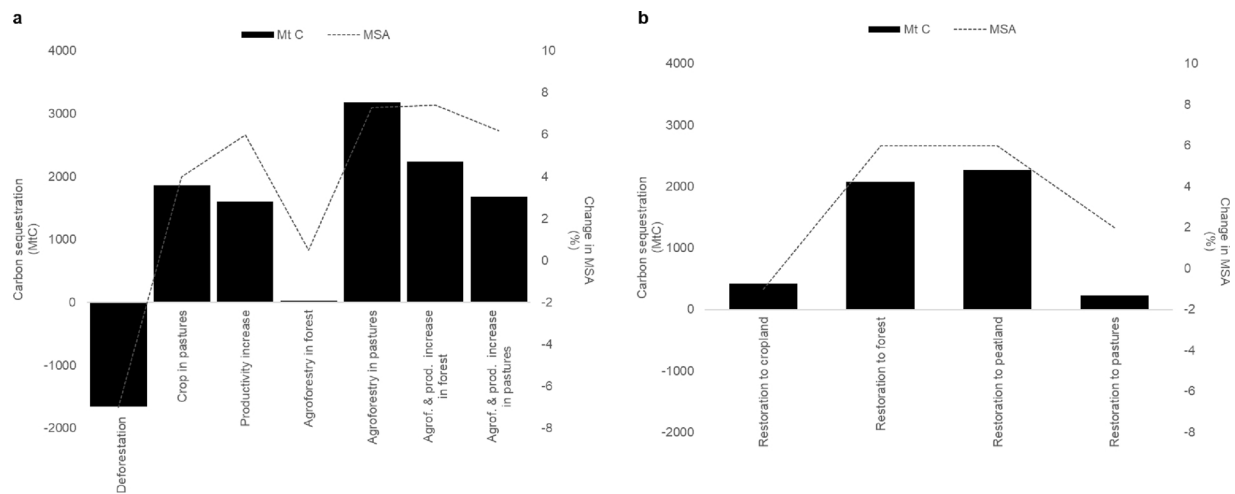 a
Mt C
MSA
4000
3000
2000
1000
0
-1000
-2000
Carbon sequestration
(MtC)
10
8
6
4
2
0
-2
-4
-6
-8
Change in MSA
(%)
Deforestation
Crop in pastures
Productivity increase
Agroforestry in forest
Agroforestry in pastures
Agrof. & prod. increase
in forest
Agrof. & prod. increase
in pastures
b
Mt C
MSA
4000
3000
2000
1000
0
-1000
-2000
Carbon sequestration
(MtC)
10
8
6
4
2
0
-2
-4
-6
-8
Change in MSA
(%)
Restoration to cropland
Restoration to forest
Restoration to peatland
Restoration to pastures